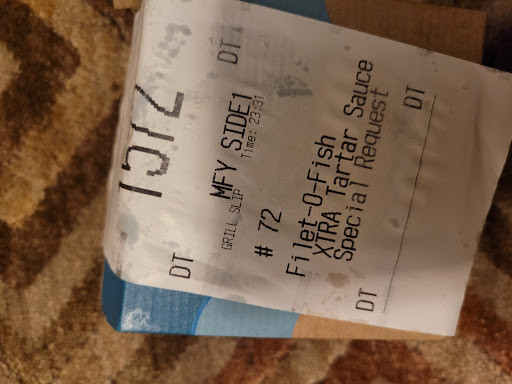 DT DT
MFY SIDE1
GRILL SLIP Time: 23:31
# 72
Filet-O-Fish
XTRA Tartar Sauce
Special Request
DT DT